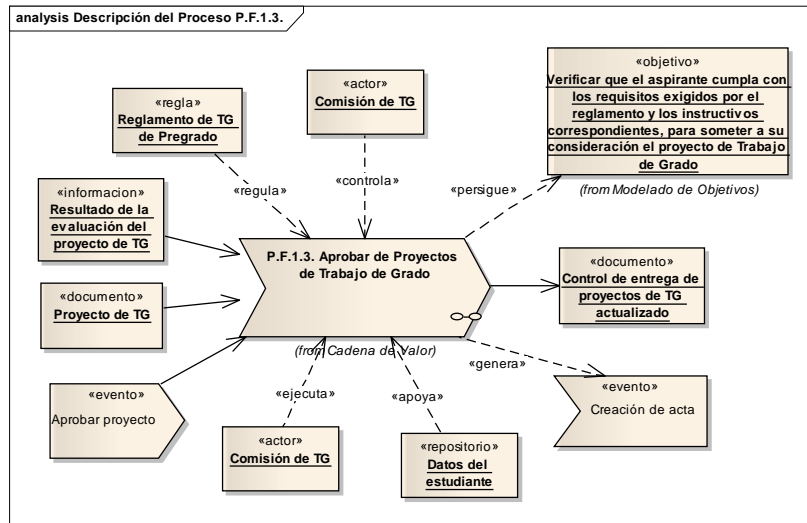 analysis Descripción del Proceso P.F.1.3.
«objetivo»
Verificar que el aspirante cumpla con
los requisitos exigidos por el
reglamento y los instructivos
correspondientes, para someter a su
consideración el proyecto de Trabajo
de Grado
(from Modelado de Objetivos)
«actor»
Comisión de TG
«regla»
Reglamento de TG
de Pregrado
«regula»
«controla»
«persigue»
«informacion»
Resultado de la
evaluación del
proyecto de TG
P.F.1.3. Aprobar de Proyectos
de Trabajo de Grado
(from Cadena de Valor)
«documento»
Control de entrega de
proyectos de TG
actualizado
«documento»
Proyecto de TG
«genera»
«evento»
Aprobar proyecto
«ejecuta»
«apoya»
«evento»
Creación de acta
«actor»
Comisión de TG
«repositorio»
Datos del
estudiante